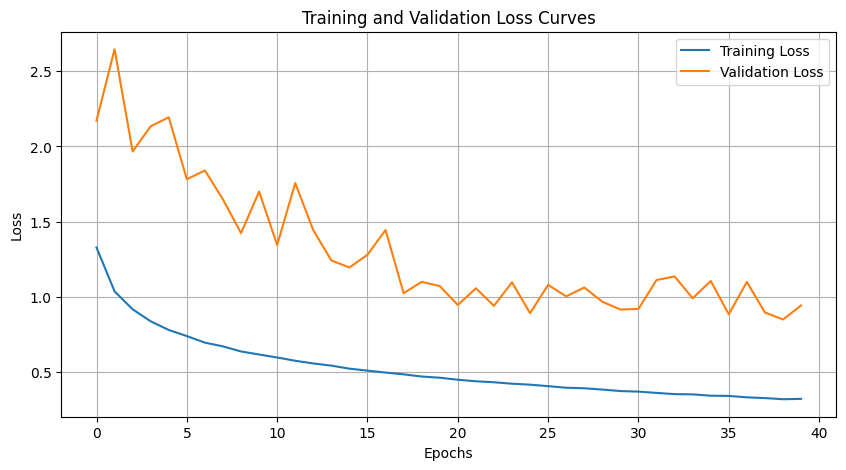 Training and Validation Loss Curves
Training Loss
Validation Loss
Loss
2.5
2.0
1.5
1.0
0.5
0 5 10 15 20 25 30 35 40
Epochs